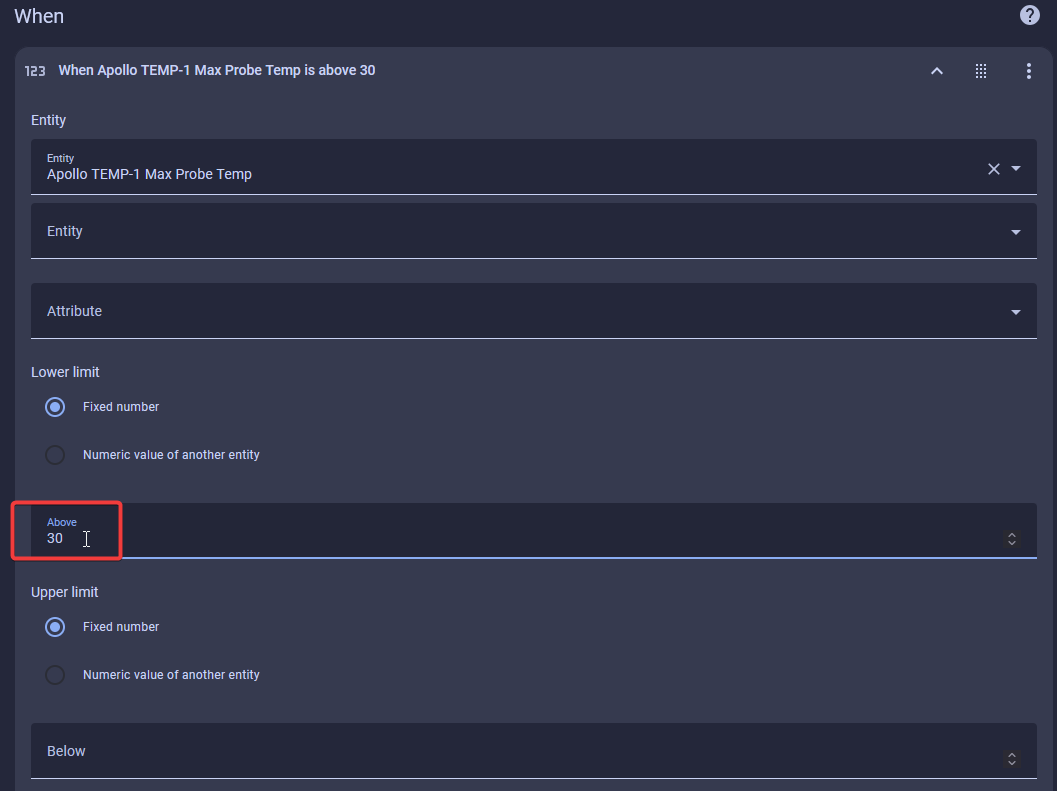 When
123 When Apollo TEMP-1 Max Probe Temp is above 30
Entity
Entity
Apollo TEMP-1 Max Probe Temp
Entity
Attribute
Lower limit
Fixed number
Numeric value of another entity
Above
30
Upper limit
Fixed number
Numeric value of another entity
Below